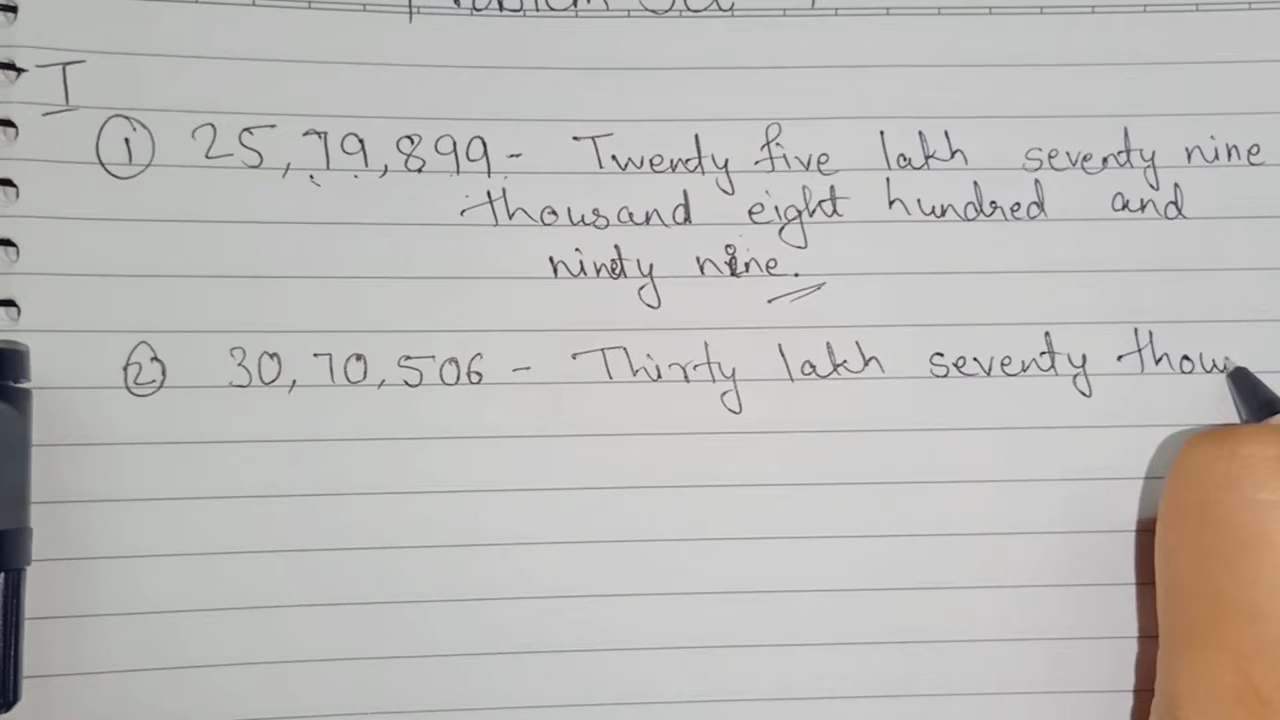 I
① 25,79,899 - Twenty five lakh seventy nine
thousand eight hundred and
ninety nine.
② 30,70,506 - Thirty lakh seventy thou